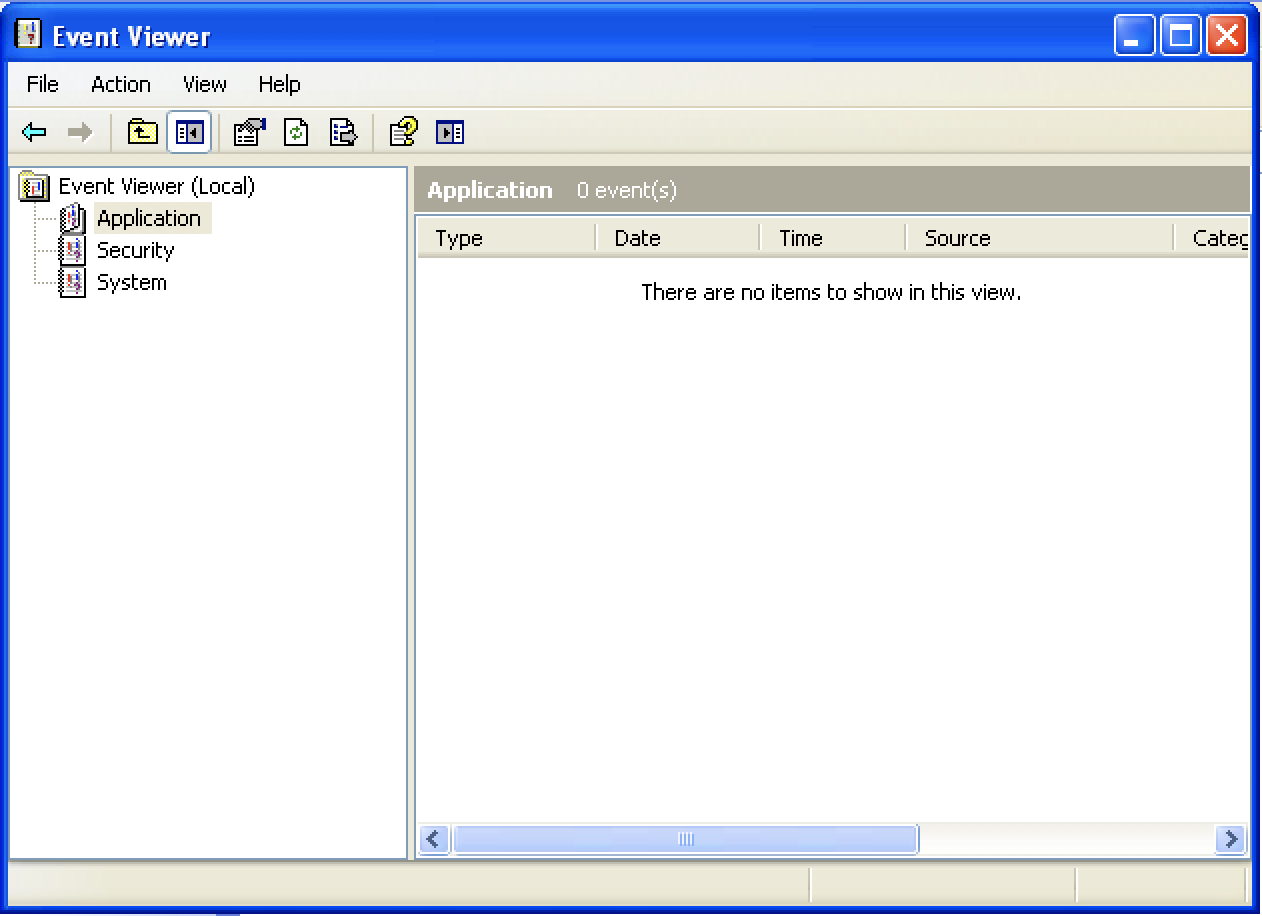 Event Viewer
File Action View Help
Event Viewer (Local)
Application
Security
System
Application 0 event(s)
Type Date Time Source Categ
There are no items to show in this view.